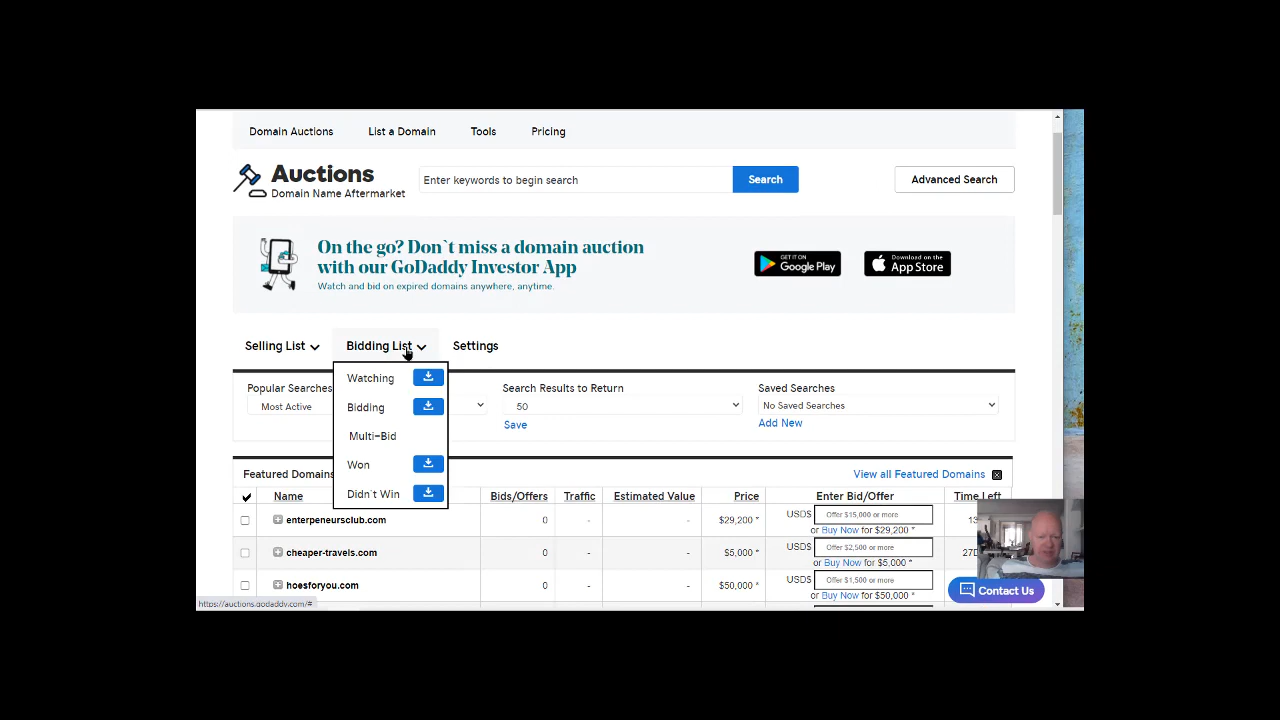 Domain Auctions List a Domain Tools Pricing
Auctions
Domain Name Aftermarket
Enter keywords to begin search
Search
Advanced Search
On the go? Don`t miss a domain auction
with our GoDaddy Investor App
Watch and bid on expired domains anywhere, anytime.
GET IT ON
Google Play
Download on the
App Store
Selling List Bidding List Settings
Watching
Bidding
Multi-Bid
Won
Didn`t Win
Popular Searches Search Results to Return Saved Searches
Most Active 50 No Saved Searches
Save Add New
Featured Domains View all Featured Domains
Name Bids/Offers Traffic Estimated Value Price Enter Bid/Offer Time Left
enterpeneursclub.com 0 - - $29,200 * USD$ Offer $15,000 or more
or Buy Now for $29,200 *
cheaper-travels.com 0 - - $5,000 * USD$ Offer $2,500 or more 27D
or Buy Now for $5,000 *
hoesforyou.com 0 - - $50,000 * USD$ Offer $1,500 or more
or Buy Now for $50,000 *
Contact Us
https://auctions.godaddy.com/#